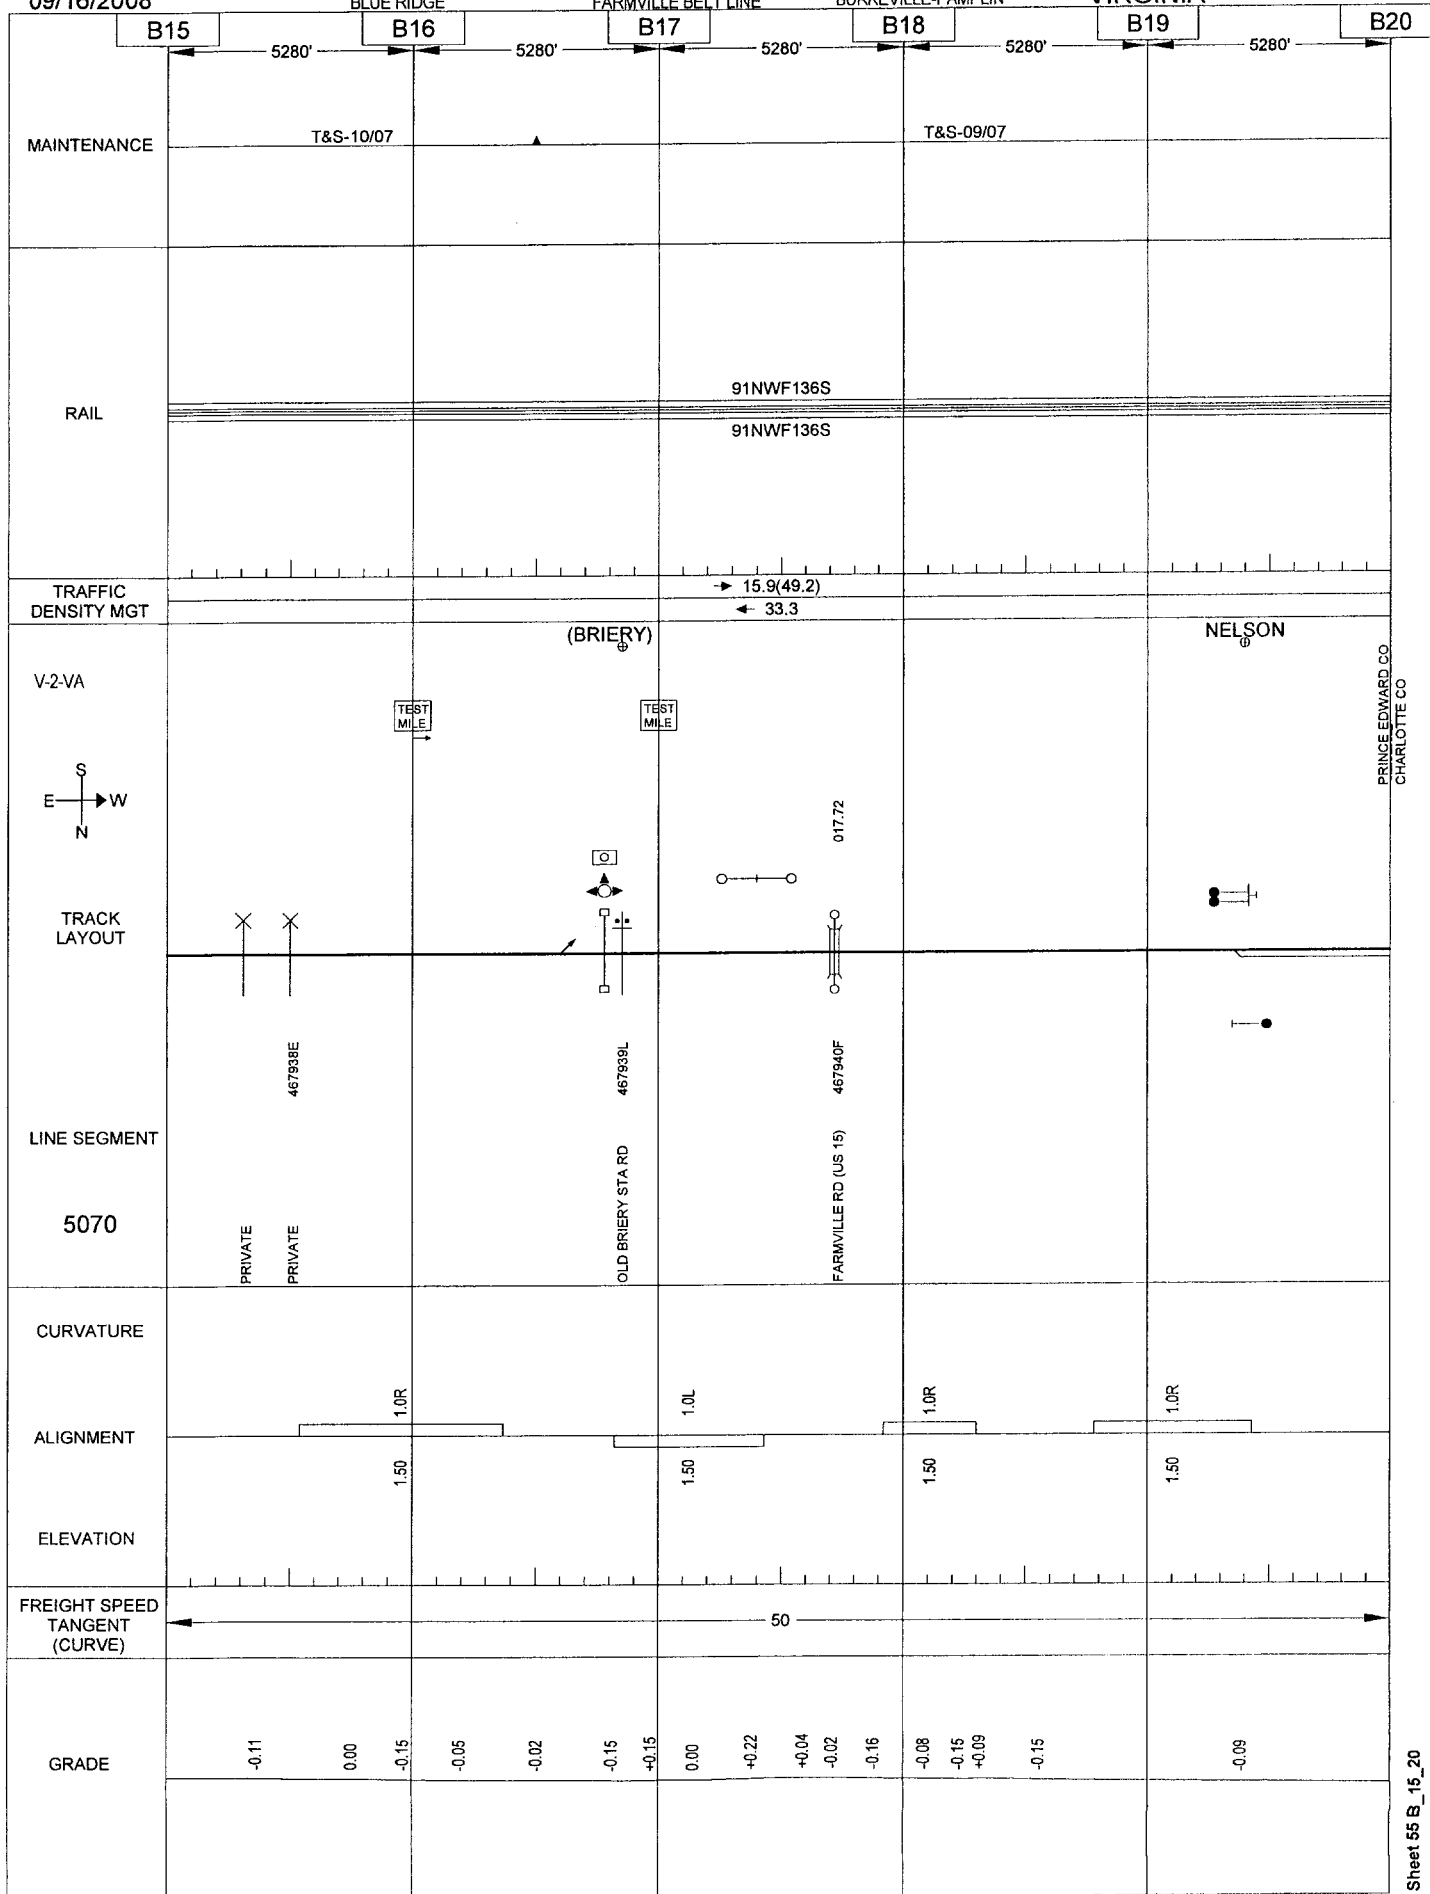 09/16/2008 BLUE RIDGE FARMVILLE BELT LINE BURKEVILLE-PAMPLIN VIRGINIA
B15 B16 B17 B18 B19 B20
5280' 5280' 5280' 5280' 5280'
MAINTENANCE
T&S-10/07 T&S-09/07
RAIL
91NWF136S
91NWF136S
TRAFFIC
DENSITY MGT
15.9(49.2)
33.3
(BRIERY) NELSON
V-2-VA
TEST
MILE
TEST
MILE
PRINCE EDWARD CO
CHARLOTTE CO
S
E W
N
017.72
TRACK
LAYOUT
467938E
467939L
467940F
LINE SEGMENT
5070
PRIVATE
PRIVATE
OLD BRIERY STA RD
FARMVILLE RD (US 15)
CURVATURE
1.0R 1.0L 1.0R 1.0R
ALIGNMENT
1.50 1.50 1.50 1.50
ELEVATION
FREIGHT SPEED
TANGENT
(CURVE)
50
GRADE
-0.11 0.00 -0.15 -0.05 -0.02 -0.15 +0.15 0.00 +0.22 +0.04 -0.02 -0.16 -0.08 -0.15 +0.09 -0.15 -0.09
Sheet 55 B_15_20